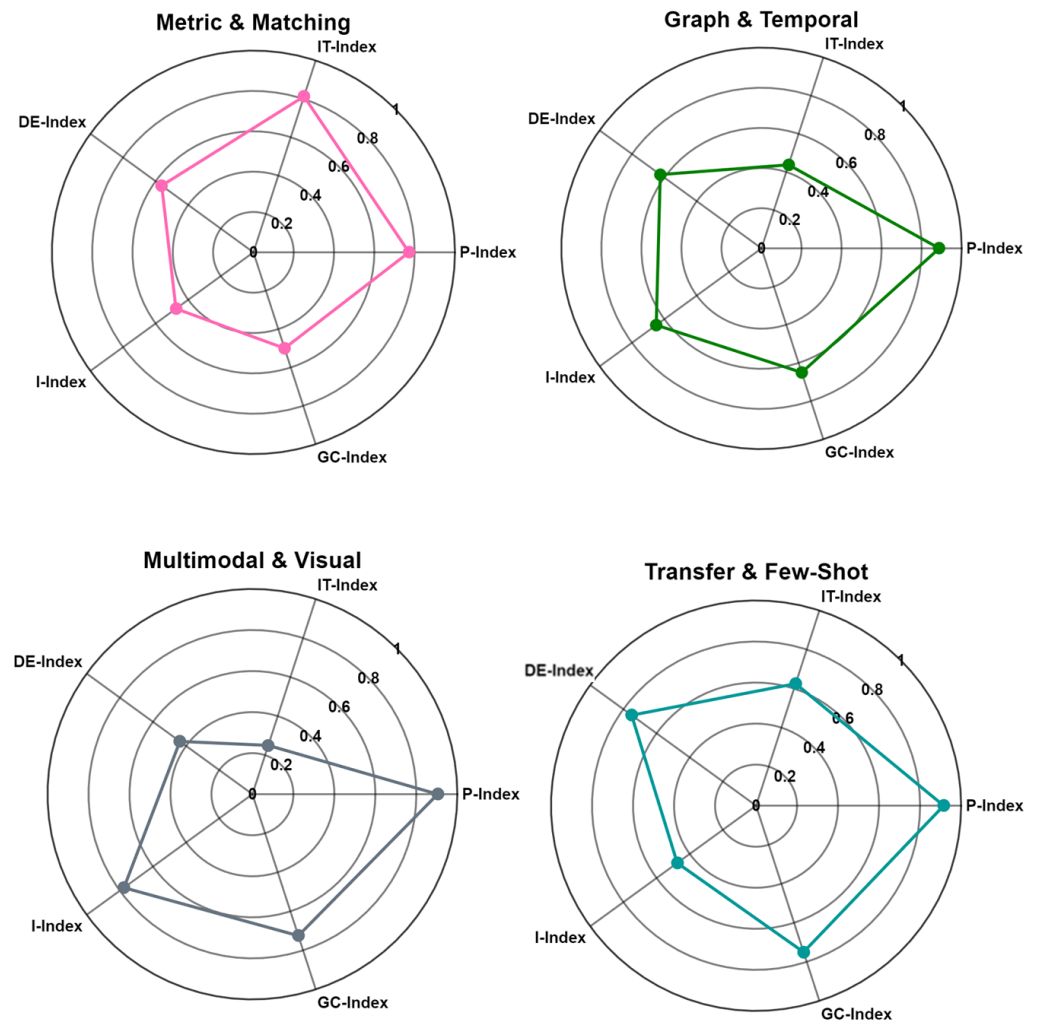 Metric & Matching
IT-Index
DE-Index
1
0.8
0.6
0.4
0.2
0
P-Index
I-Index
GC-Index
Graph & Temporal
IT-Index
DE-Index
1
0.8
0.6
0.4
0.2
0
P-Index
I-Index
GC-Index
Multimodal & Visual
IT-Index
DE-Index
1
0.8
0.6
0.4
0.2
0
P-Index
I-Index
GC-Index
Transfer & Few-Shot
IT-Index
DE-Index
1
0.8
0.6
0.4
0.2
0
P-Index
I-Index
GC-Index